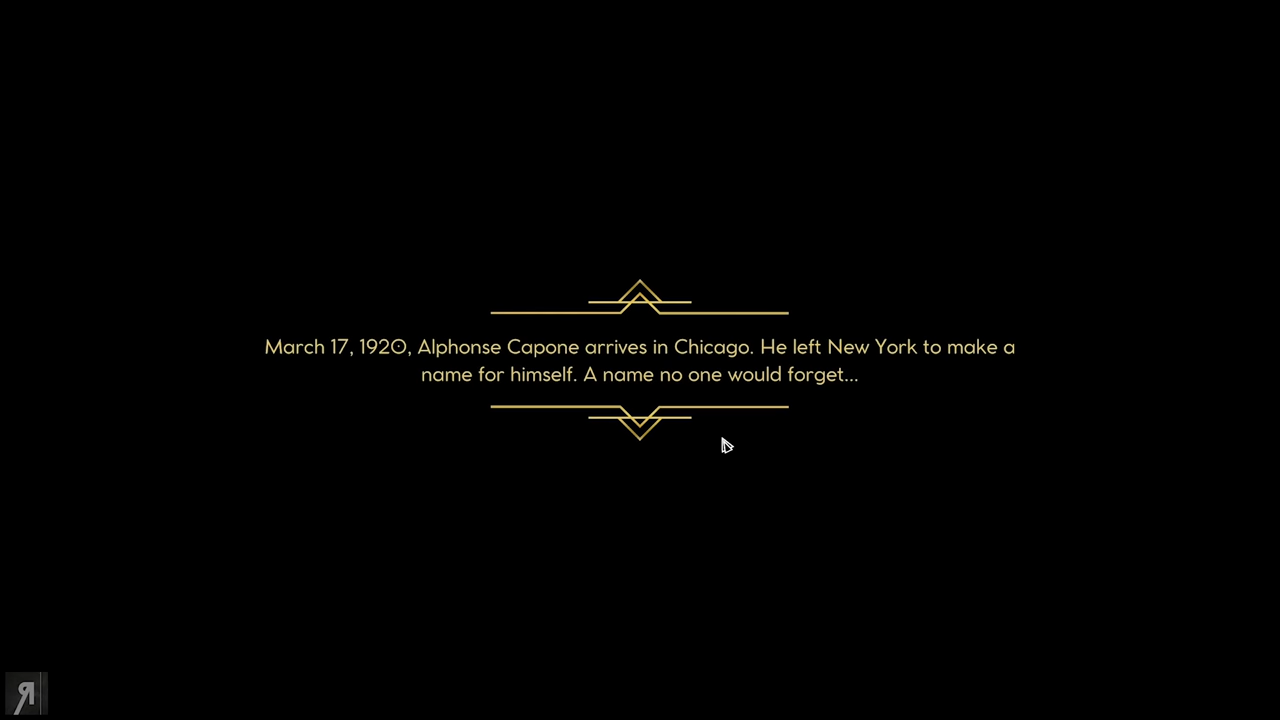 March 17, 1920, Alphonse Capone arrives in Chicago. He left New York to make a
name for himself. A name no one would forget...